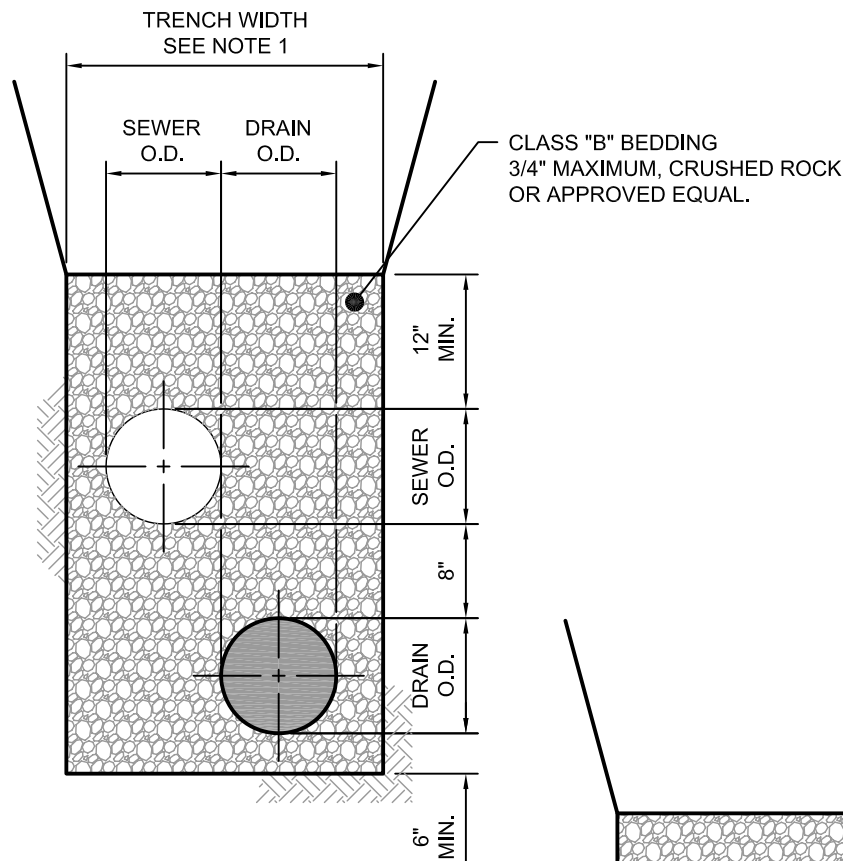 TRENCH WIDTH
SEE NOTE 1
SEWER
O.D.
DRAIN
O.D.
CLASS "B" BEDDING
3/4" MAXIMUM, CRUSHED ROCK
OR APPROVED EQUAL.
12"
MIN.
SEWER
O.D.
8"
DRAIN
O.D.
6"
MIN.